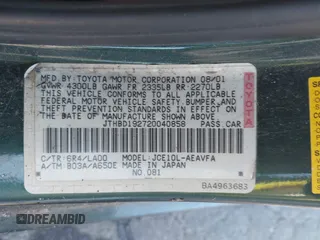 MFD. BY: TOYOTA MOTOR CORPORATION 08/01
GVWR 4300LB GAWR FR 2335LB RR 2270LB
THIS VEHICLE CONFORMS TO ALL APPLICABLE
FEDERAL MOTOR VEHICLE SAFETY, BUMPER, AND
THEFT PREVENTION STANDARDS IN EFFECT ON
THE DATE OF MANUFACTURE SHOWN ABOVE.
JTHBD192720040858 PASS. CAR
TOYOTA
TOYOTA
C/TR: 6R4/LA00 MODEL: JCE10L-AEAVFA
A/TM: B03A/A650E MADE IN JAPAN
NO.081
BA4963683
DREAMBID